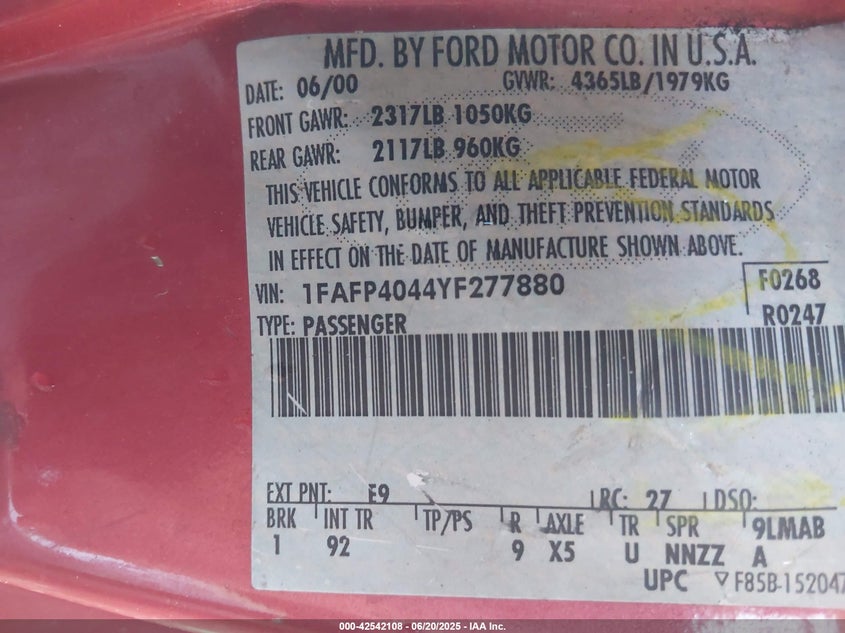 MFD. BY FORD MOTOR CO. IN U.S.A.
DATE: 06/00 GVWR: 4365LB/1979KG
FRONT GAWR: 2317LB 1050KG
REAR GAWR: 2117LB 960KG
THIS VEHICLE CONFORMS TO ALL APPLICABLE FEDERAL MOTOR
VEHICLE SAFETY, BUMPER, AND THEFT PREVENTION STANDARDS
IN EFFECT ON THE DATE OF MANUFACTURE SHOWN ABOVE.
VIN: 1FAFP4044YF277880 F0268
TYPE: PASSENGER R0247
EXT PNT: E9 RC: 27 DSO:
BRK INT TR TP/PS R AXLE TR SPR 9LMAB
1 92 9 X5 U NNZZ A
UPC F85B-152047
000-42542108 - 06/20/2025 - IAA Inc.